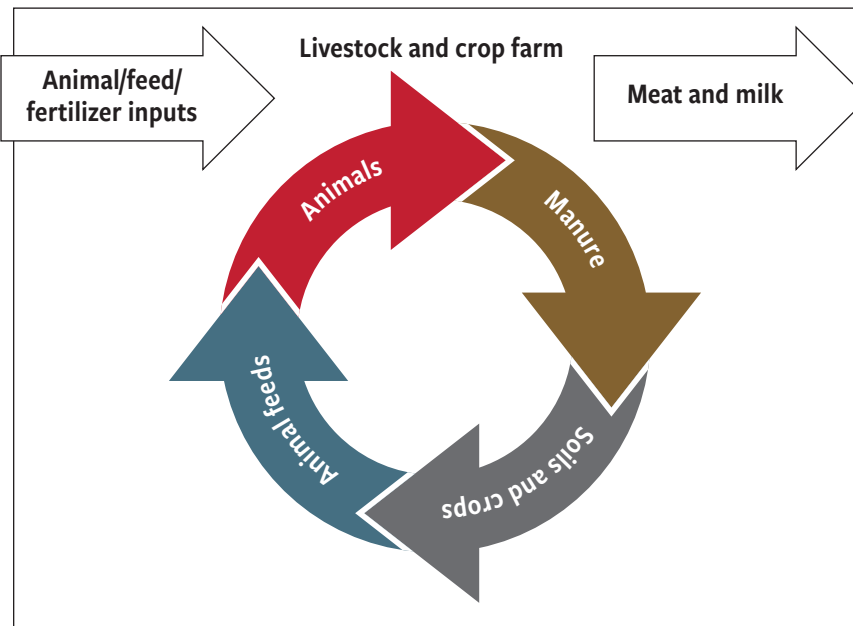 Livestock and crop farm
Animal/feed/
fertilizer inputs
Meat and milk
Animals
Manure
Soils and crops
Animal feeds